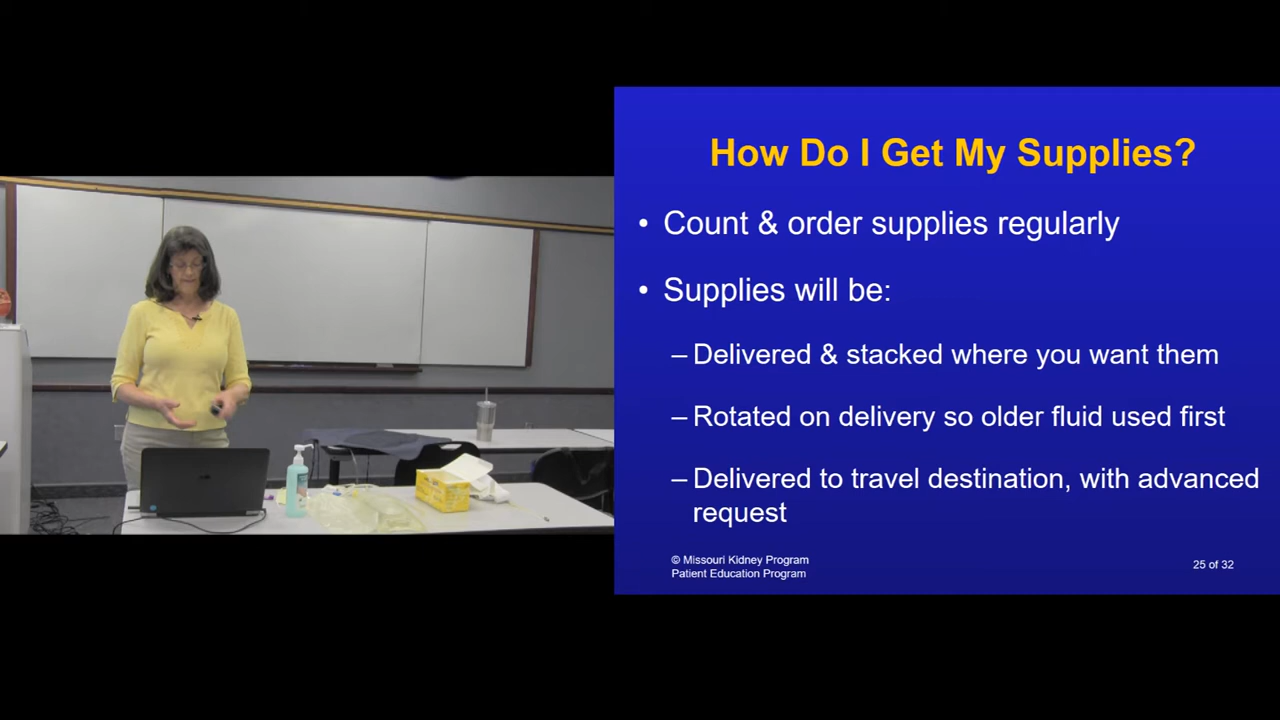 How Do I Get My Supplies?
• Count & order supplies regularly
• Supplies will be:
– Delivered & stacked where you want them
– Rotated on delivery so older fluid used first
– Delivered to travel destination, with advanced
request
© Missouri Kidney Program
Patient Education Program
25 of 32